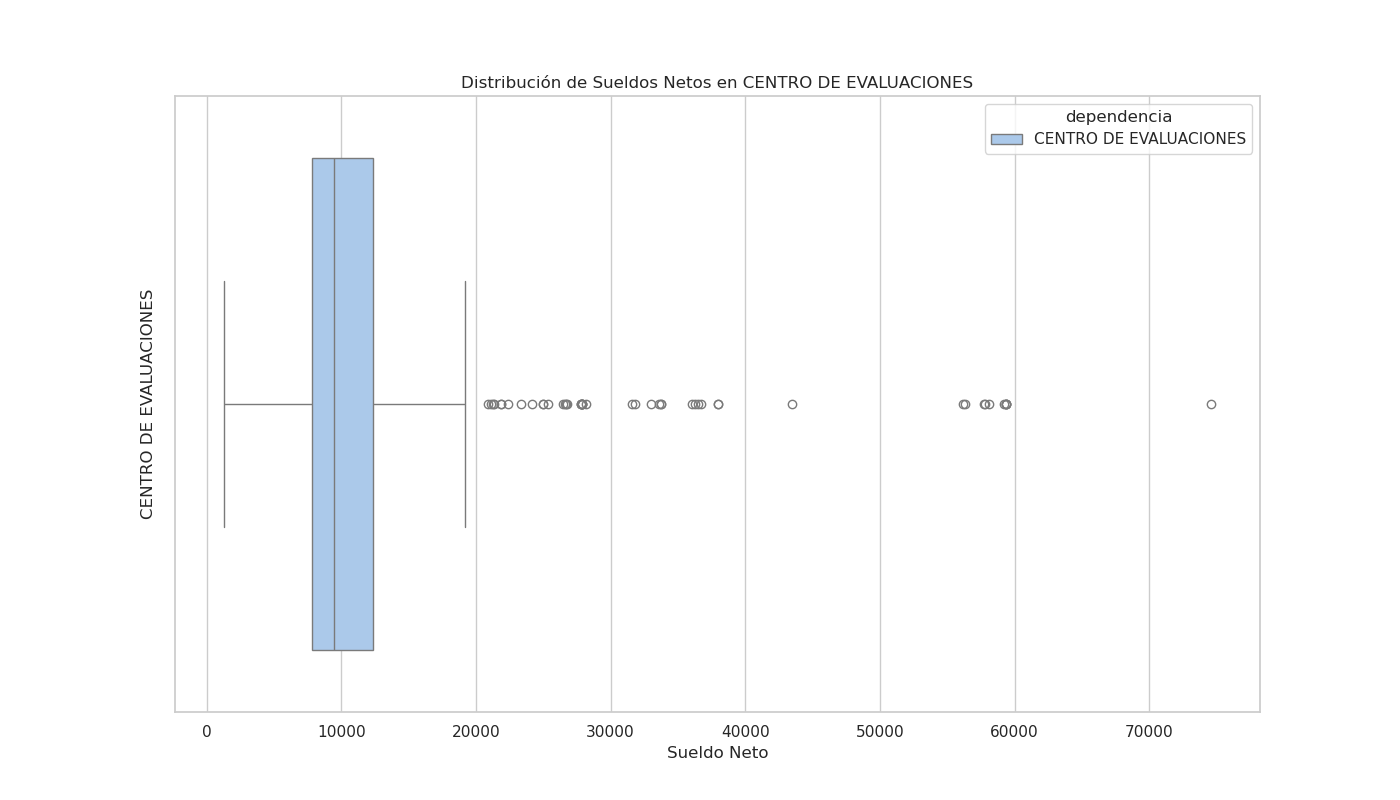 Distribución de Sueldos Netos en CENTRO DE EVALUACIONES
dependencia
CENTRO DE EVALUACIONES
CENTRO DE EVALUACIONES
0 10000 20000 30000 40000 50000 60000 70000
Sueldo Neto